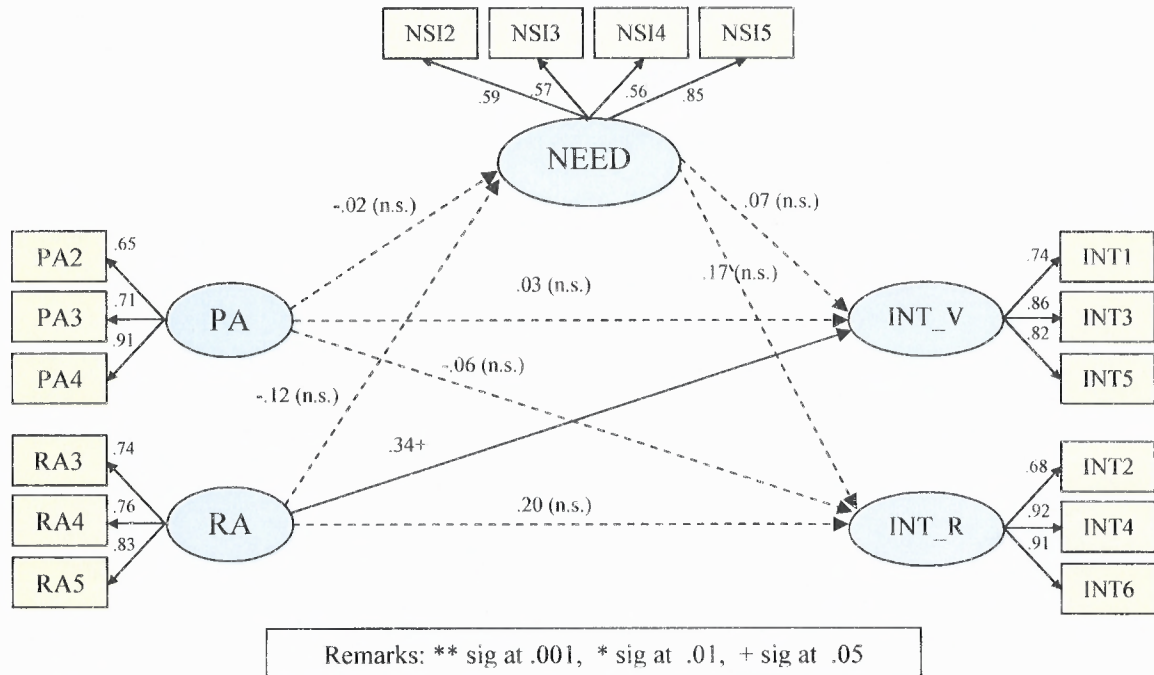 NSI2 NSI3 NSI4 NSI5
.59 .57 .56 .85
NEED
-.02 (n.s.) .07 (n.s.)
PA2 .65
PA3 .71
PA4 .91
PA
.03 (n.s.) .17 (n.s.)
INT_V
.74 INT1
.86 INT3
.82 INT5
-.06 (n.s.)
-.12 (n.s.)
.34+
RA3 .74
RA4 .76
RA5 .83
RA
.20 (n.s.)
INT_R
.68 INT2
.92 INT4
.91 INT6
Remarks: ** sig at .001, * sig at .01, + sig at .05